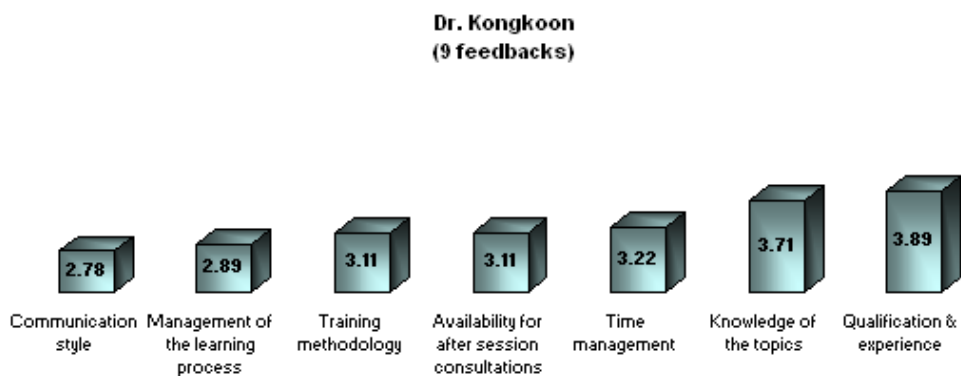 Dr. Kongkoon
(9 feedbacks)
2.78
2.89
3.11
3.11
3.22
3.71
3.89
Communication
style
Management of
the learning
process
Training
methodology
Availability for
after session
consultations
Time
management
Knowledge of
the topics
Qualification &
experience